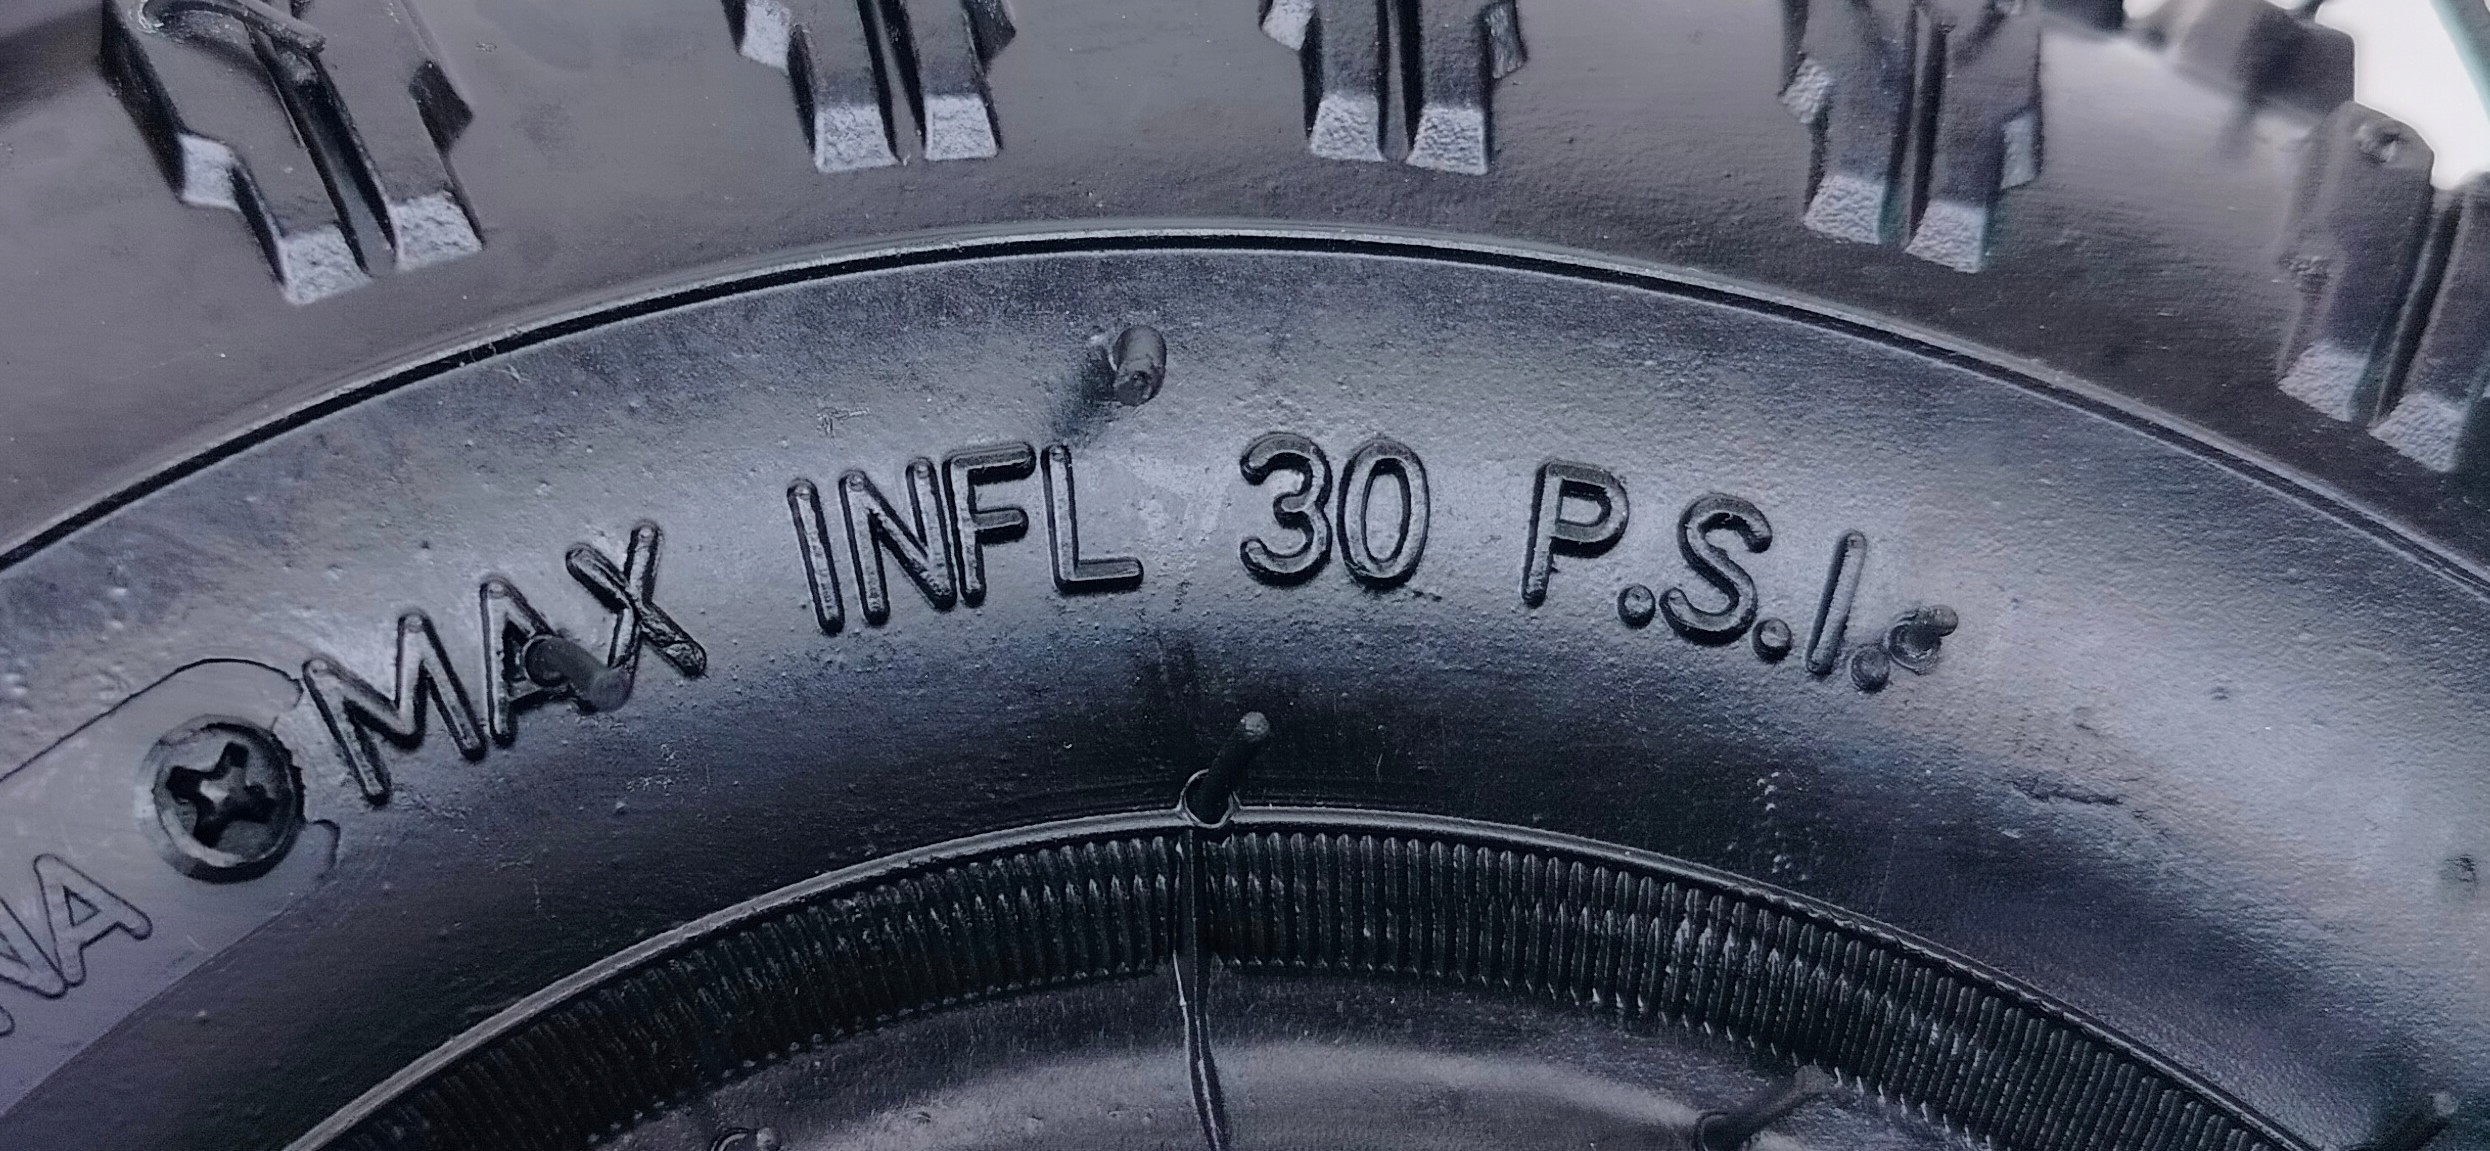 MAX INFL 30 P.S.I.